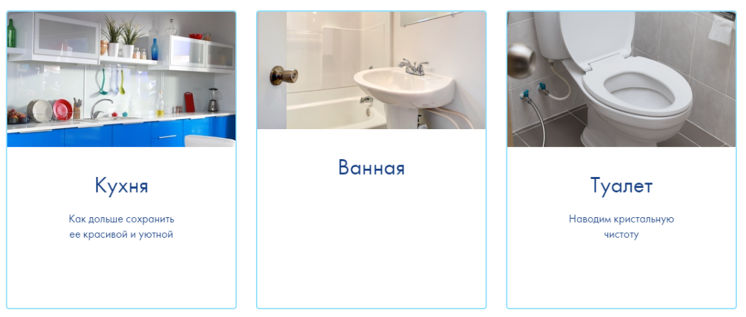 Кухня
Как дольше сохранить
ее красивой и уютной
Ванная
Туалет
Наводим кристальную
чистоту